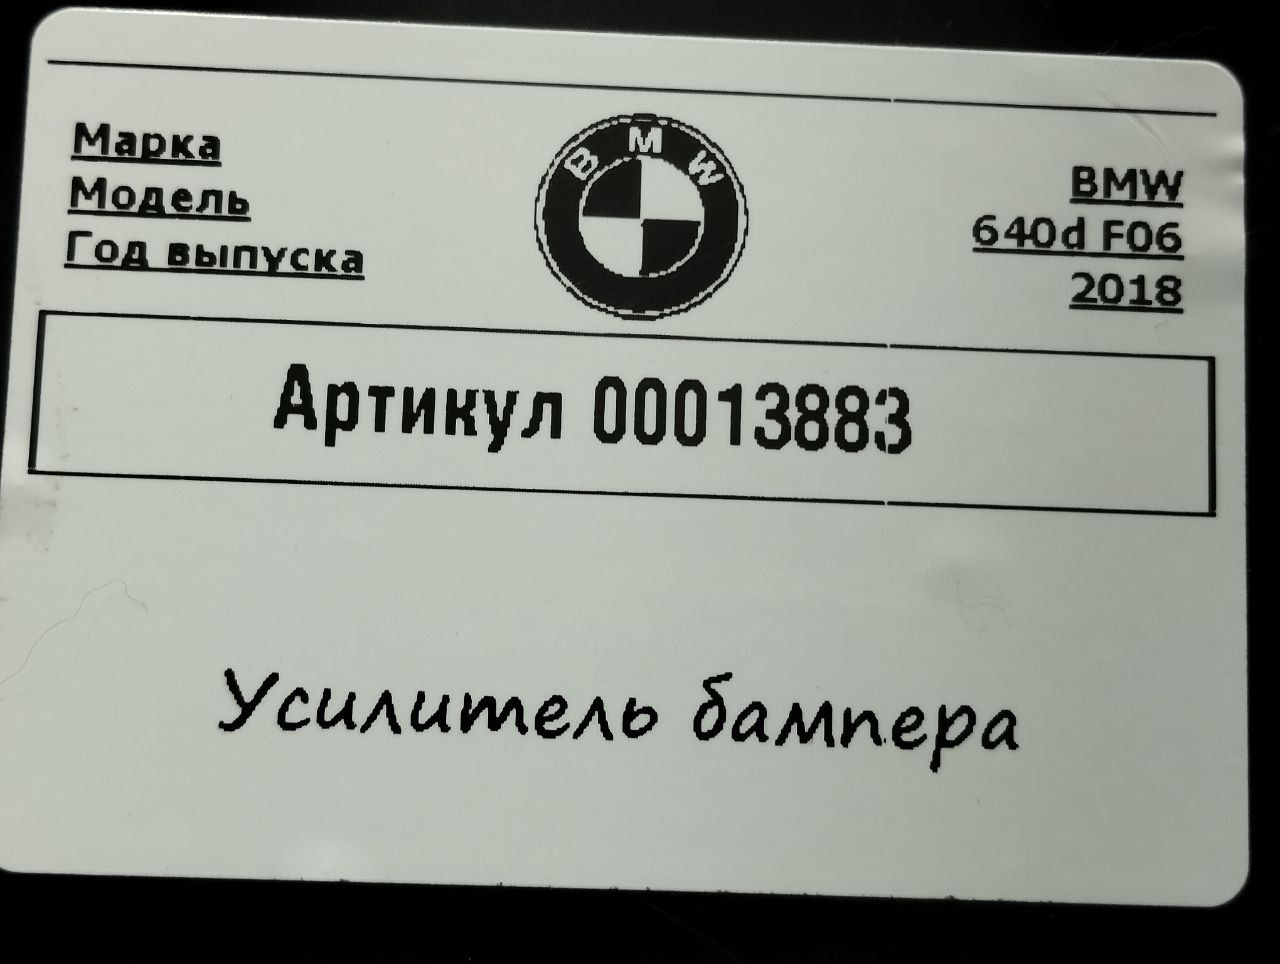 Марка BMW
Модель 640d F06
Год выпуска 2018
BMW
Артикул 00013883
Усилитель бампера